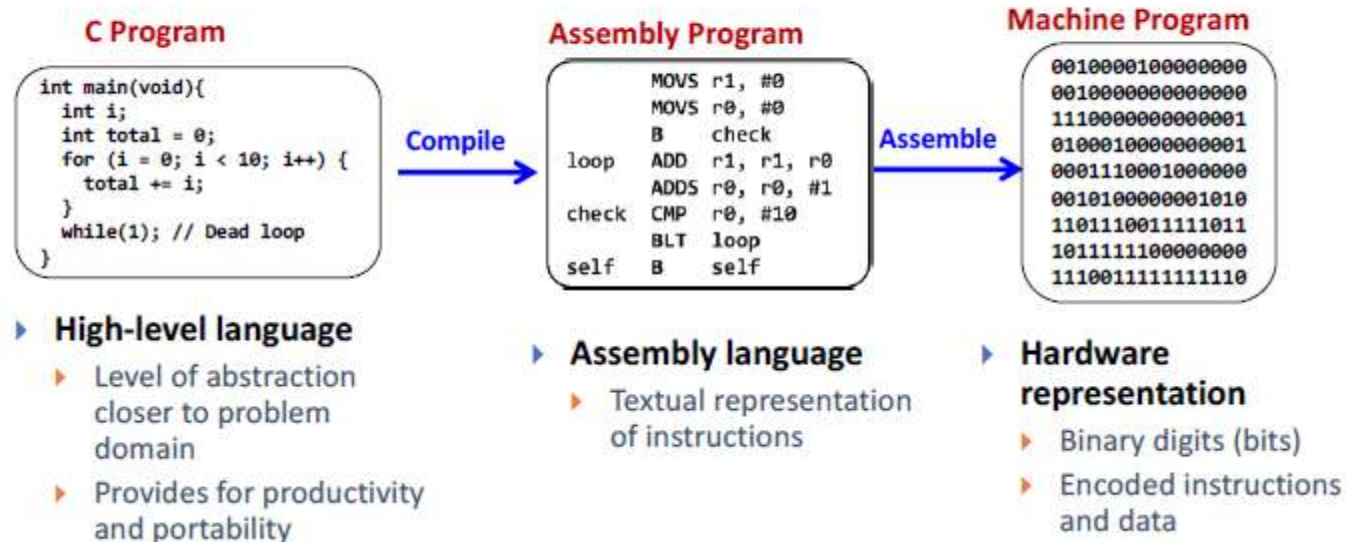 C Program
int main(void){
int i;
int total = 0;
for (i = 0; i < 10; i++) {
total += i;
}
while(1); // Dead loop
}
Compile
Assembly Program
MOVS r1, #0
MOVS r0, #0
B check
loop ADD r1, r1, r0
ADDS r0, r0, #1
check CMP r0, #10
BLT loop
self B self
Assemble
Machine Program
0010000100000000
0010000000000000
1110000000000001
0100010000000001
0001110001000000
0010100000001010
1101110011111011
1011111100000000
1110011111111110
High-level language
Level of abstraction
closer to problem
domain
Provides for productivity
and portability
Assembly language
Textual representation
of instructions
Hardware
representation
Binary digits (bits)
Encoded instructions
and data